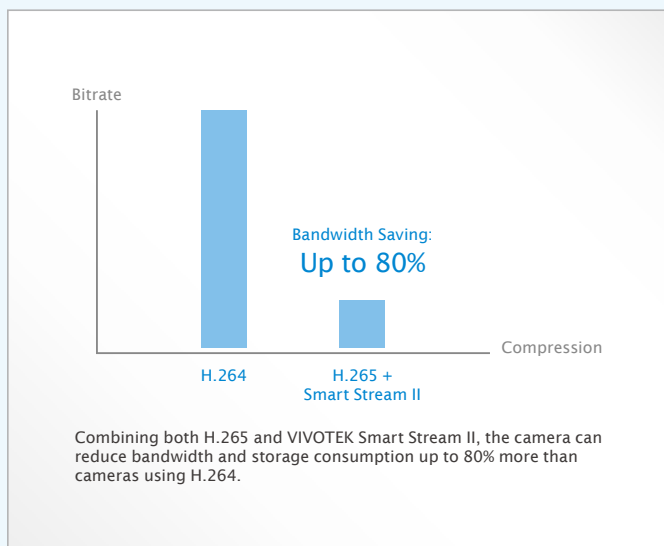 Bitrate
Bandwidth Saving:
Up to 80%
Compression
H.264
H.265 +
Smart Stream II
Combining both H.265 and VIVOTEK Smart Stream II, the camera can
reduce bandwidth and storage consumption up to 80% more than
cameras using H.264.